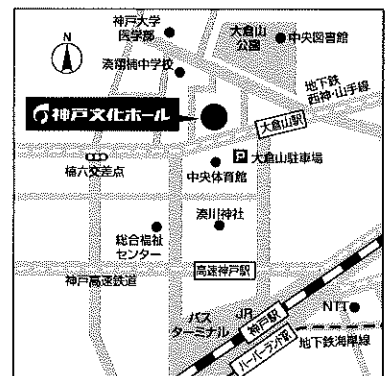 神戸大学
医学部
大倉山
公園
中央図書館
N
湊翔楠中学校
地下鉄
西神・山手線
神戸文化ホール
大倉山駅
P 大倉山駐車場
楠六交差点
中央体育館
湊川神社
総合福祉
センター
高速神戸駅
神戸高速鉄道
バス
ターミナル
JR
神戸駅
NTT
ハーバーランド駅
地下鉄海岸線